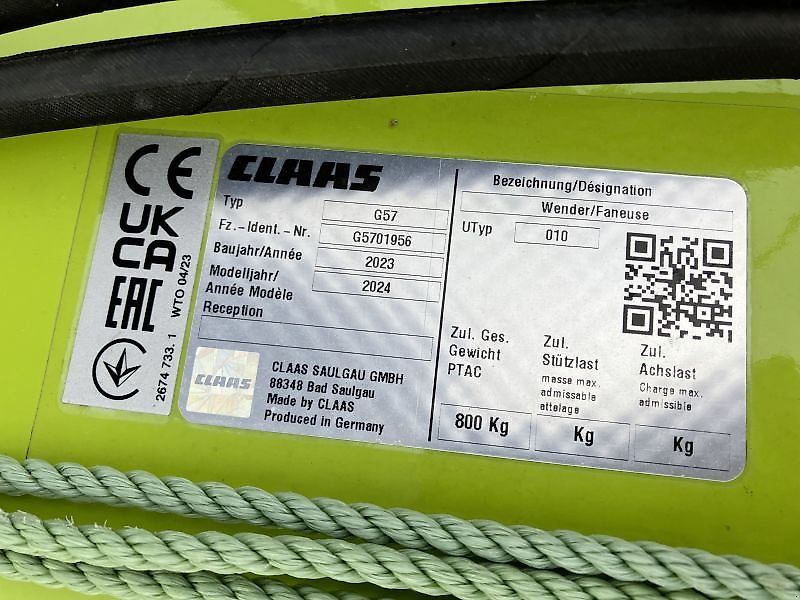 CE
UK
CA
EAC
2674 733. 1 WTO 04/23
CLAAS
Typ G57
Fz.-Ident.-Nr. G5701956
Baujahr/Année 2023
Modelljahr/
Année Modèle 2024
Reception
CLAAS
CLAAS SAULGAU GMBH
88348 Bad Saulgau
Made by CLAAS
Produced in Germany
Bezeichnung/Désignation
Wender/Faneuse
UTyp 010
Zul. Ges.
Gewicht
PTAC
800 Kg
Zul.
Stützlast
masse max.
admissable
attelage
Kg
Zul.
Achslast
Charge max.
admissible
Kg